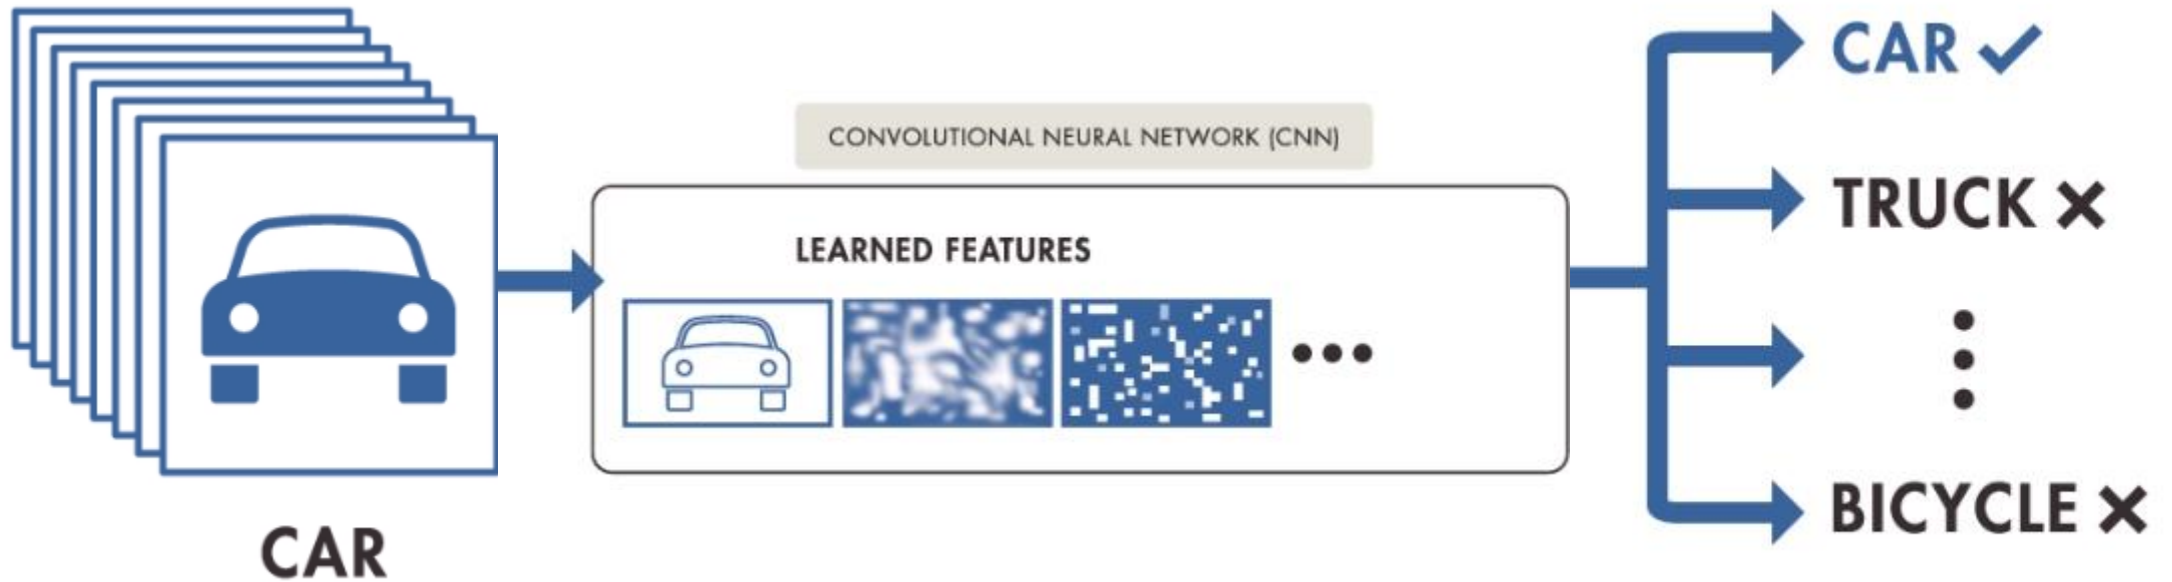 CAR
CONVOLUTIONAL NEURAL NETWORK (CNN)
LEARNED FEATURES
CAR
TRUCK
BICYCLE